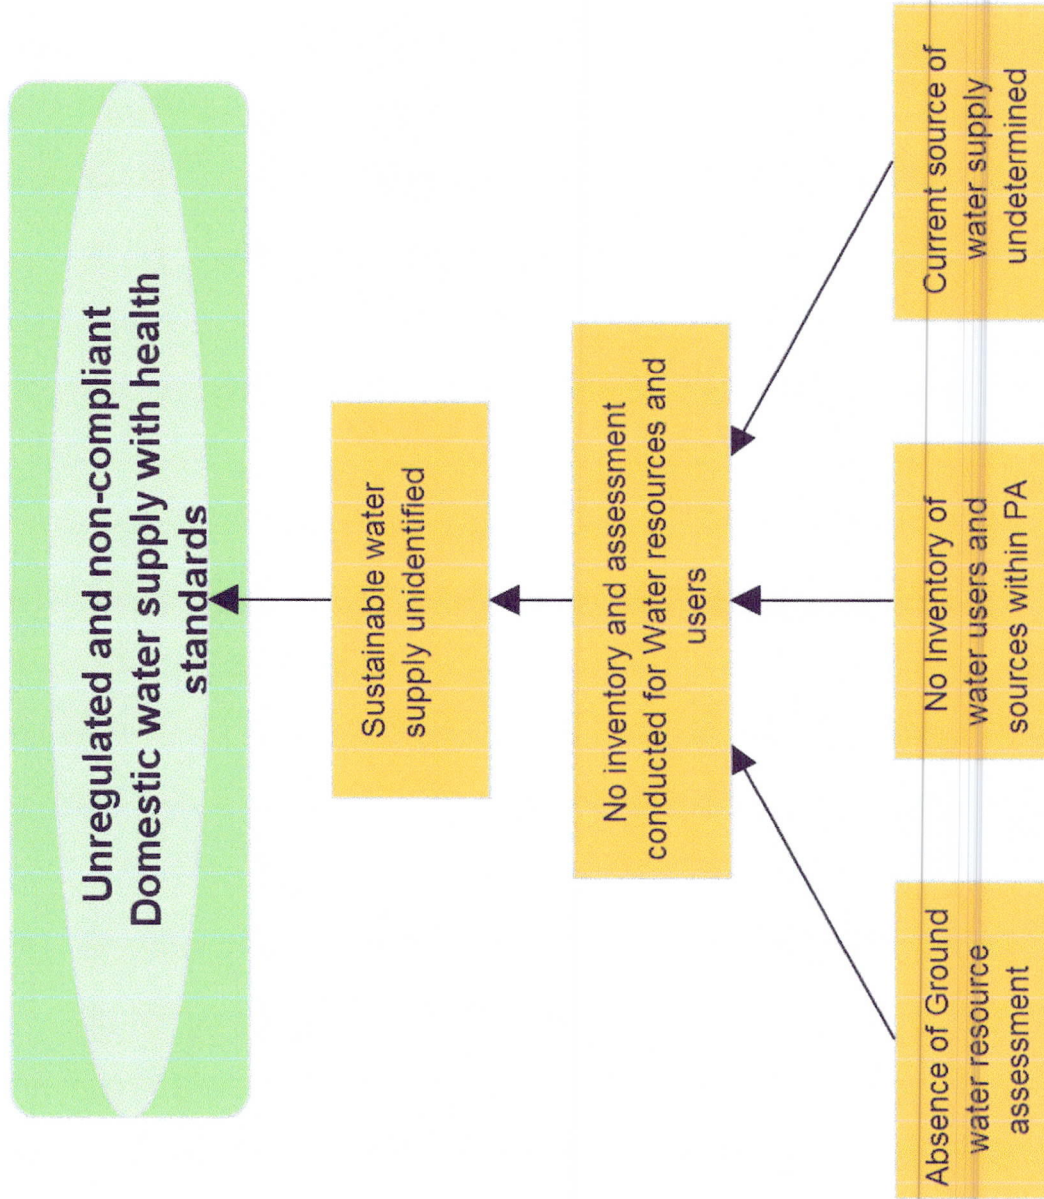 Unregulated and non-compliant
Domestic water supply with health
standards
Sustainable water
supply unidentified
No inventory and assessment
conducted for Water resources and
users
Absence of Ground
water resource
assessment
No Inventory of
water users and
sources within PA
Current source of
water supply
undetermined